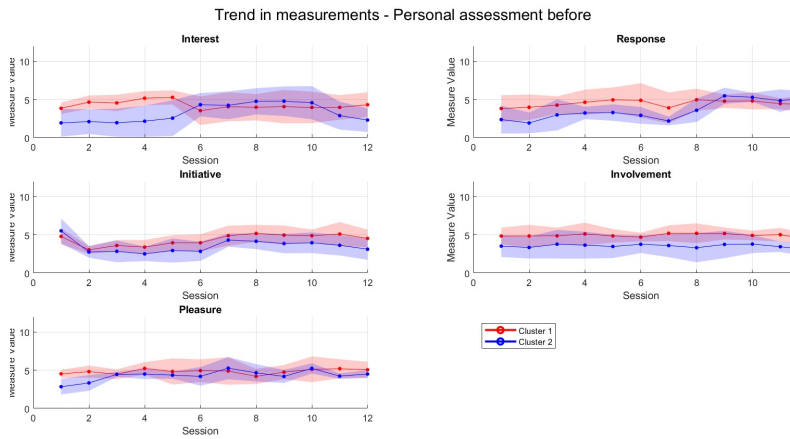 Trend in measurements - Personal assessment before
Interest
Measure Value
10
5
0
0 2 4 6 8 10 12
Session
Response
Measure Value
10
5
0
0 2 4 6 8 10
Session
Initiative
Measure Value
10
5
0
0 2 4 6 8 10 12
Session
Involvement
Measure Value
10
5
0
0 2 4 6 8 10
Session
Pleasure
Measure Value
10
5
0
0 2 4 6 8 10 12
Session
Cluster 1
Cluster 2